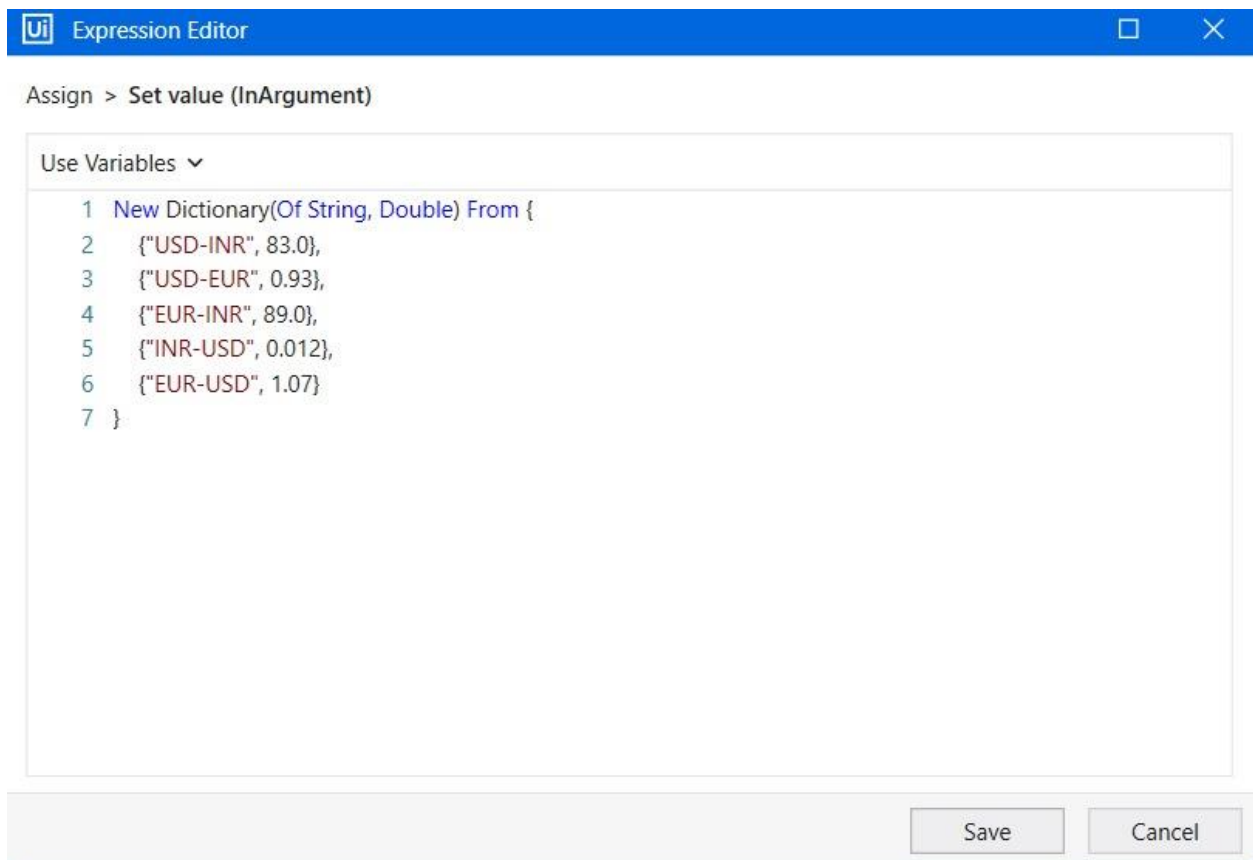 Ui Expression Editor
Assign > Set value (InArgument)
Use Variables
1 New Dictionary(Of String, Double) From {
2 {"USD-INR", 83.0},
3 {"USD-EUR", 0.93},
4 {"EUR-INR", 89.0},
5 {"INR-USD", 0.012},
6 {"EUR-USD", 1.07}
7 }
Save Cancel